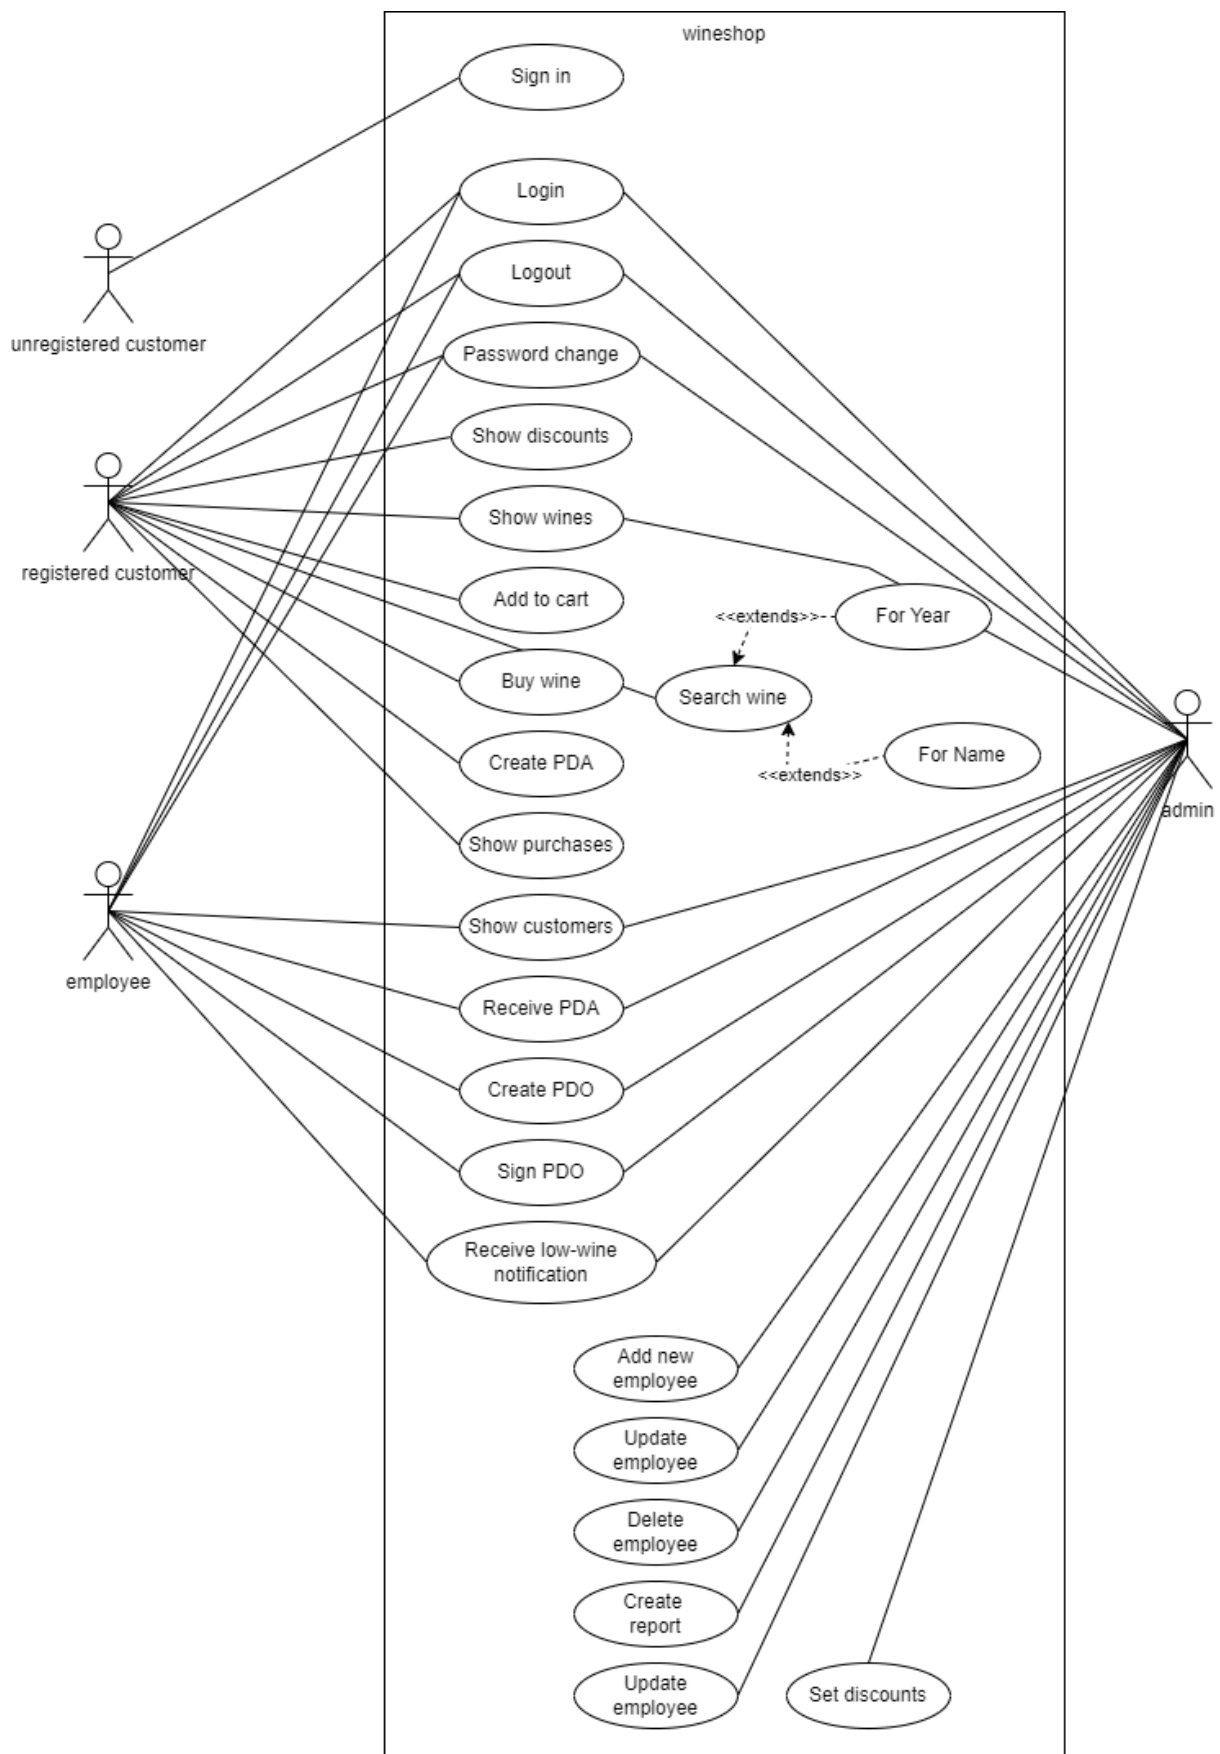 wineshop
Sign in
Login
Logout
unregistered customer
Password change
Show discounts
Show wines
registered customer
Add to cart
<<extends>>
For Year
Buy wine
Search wine
Create PDA
For Name
<<extends>>
admin
Show purchases
Show customers
employee
Receive PDA
Create PDO
Sign PDO
Receive low-wine
notification
Add new
employee
Update
employee
Delete
employee
Create
report
Update
employee
Set discounts